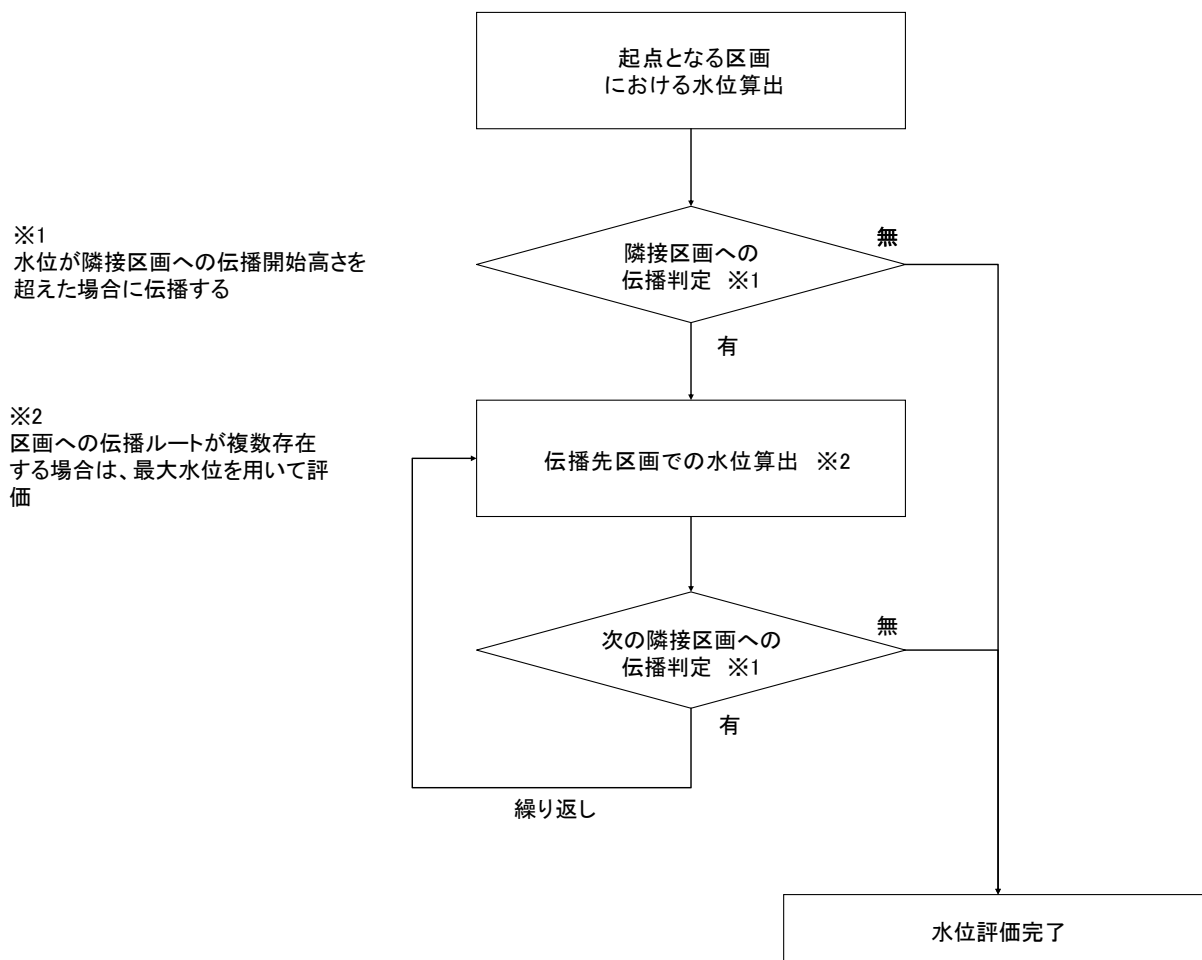 起点となる区画
における水位算出
※1
水位が隣接区画への伝播開始高さを
超えた場合に伝播する
隣接区画への
伝播判定 ※1
無
有
※2
区画への伝播ルートが複数存在
する場合は、最大水位を用いて評
価
伝播先区画での水位算出 ※2
次の隣接区画への
伝播判定 ※1
無
有
繰り返し
水位評価完了